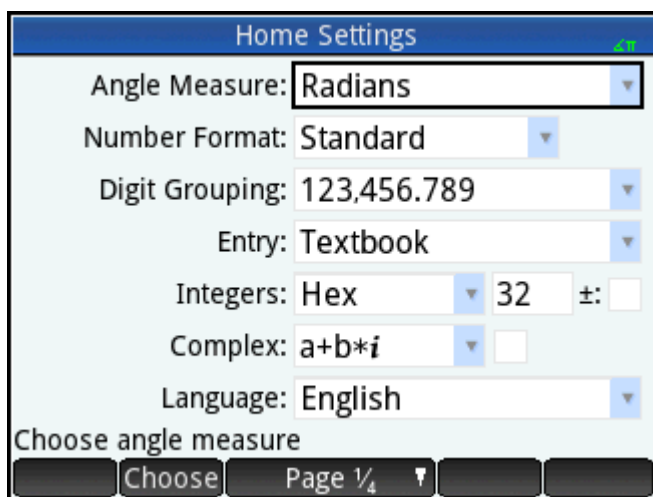 Home Settings
∡π
Angle Measure: Radians
Number Format: Standard
Digit Grouping: 123,456.789
Entry: Textbook
Integers: Hex 32 ±:
Complex: a+b*i
Language: English
Choose angle measure
Choose Page 1/4